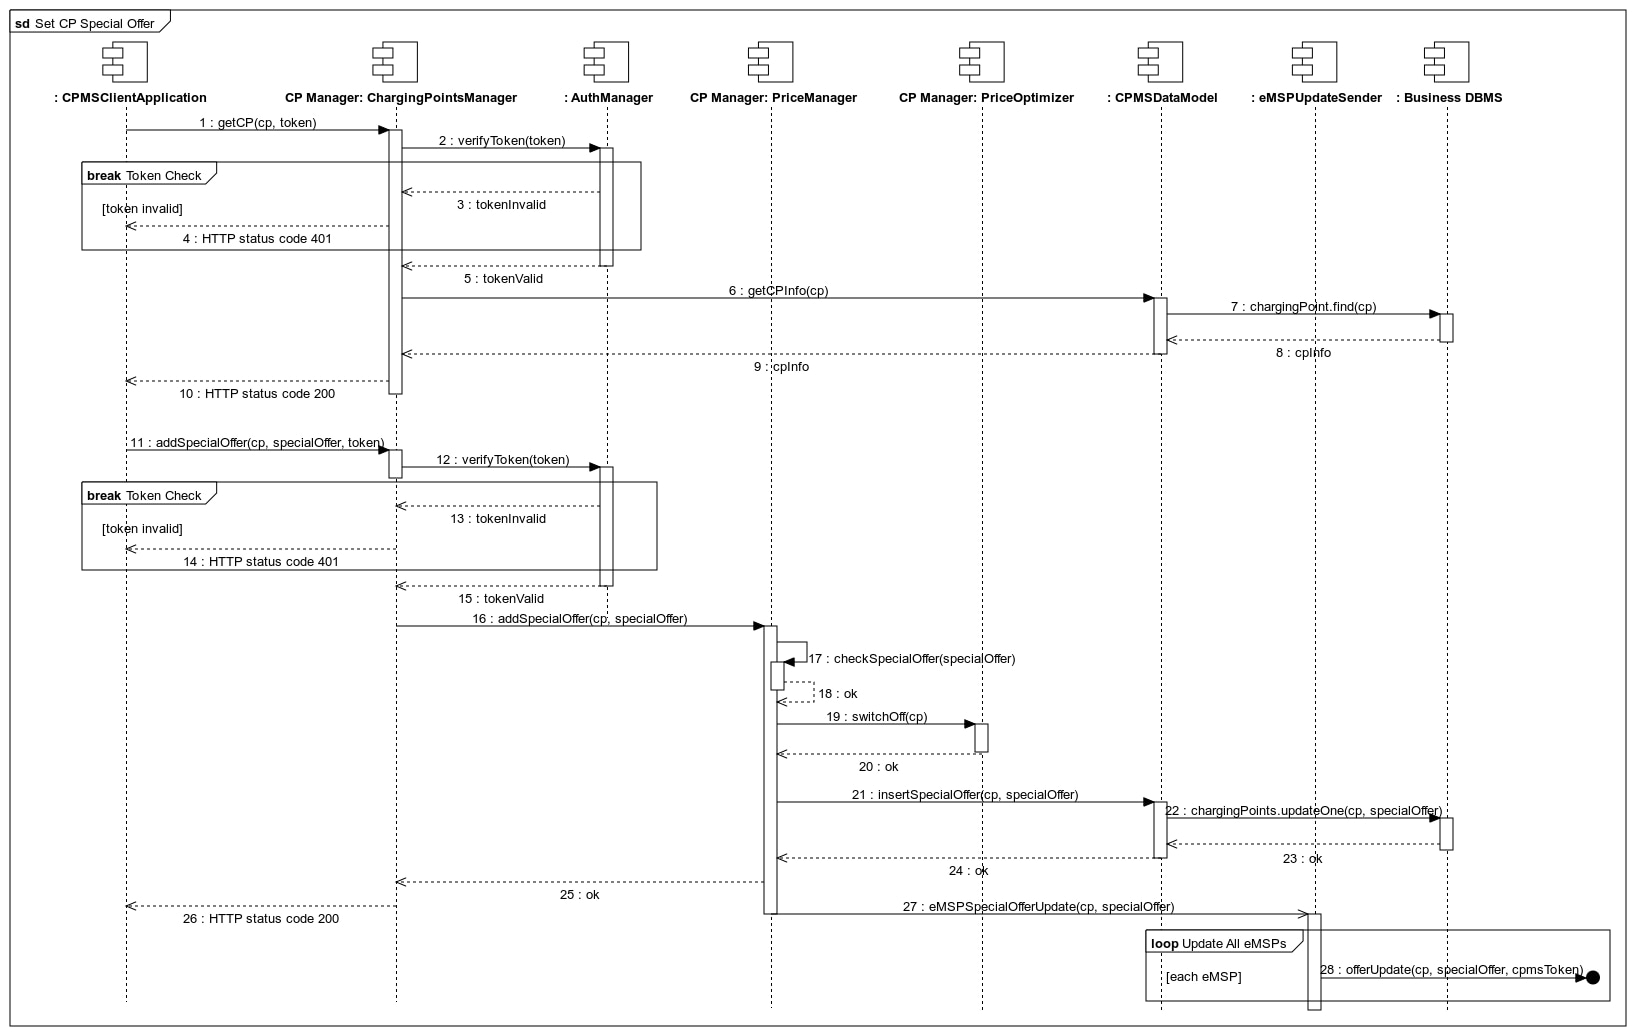 sd Set CP Special Offer
: CPMSClientApplication
CP Manager: ChargingPointsManager
: AuthManager
CP Manager: PriceManager
CP Manager: PriceOptimizer
: CPMSDataModel
: eMSPUpdateSender
: Business DBMS
1 : getCP(cp, token)
2 : verifyToken(token)
break Token Check
3 : tokenInvalid
[token invalid]
4 : HTTP status code 401
5 : tokenValid
6 : getCPInfo(cp)
7 : chargingPoint.find(cp)
8 : cpInfo
9 : cpInfo
10 : HTTP status code 200
11 : addSpecialOffer(cp, specialOffer, token)
12 : verifyToken(token)
break Token Check
13 : tokenInvalid
[token invalid]
14 : HTTP status code 401
15 : tokenValid
16 : addSpecialOffer(cp, specialOffer)
17 : checkSpecialOffer(specialOffer)
18 : ok
19 : switchOff(cp)
20 : ok
21 : insertSpecialOffer(cp, specialOffer)
22 : chargingPoints.updateOne(cp, specialOffer)
23 : ok
24 : ok
25 : ok
26 : HTTP status code 200
27 : eMSPSpecialOfferUpdate(cp, specialOffer)
loop Update All eMSPs
28 : offerUpdate(cp, specialOffer, cpmsToken)
[each eMSP]